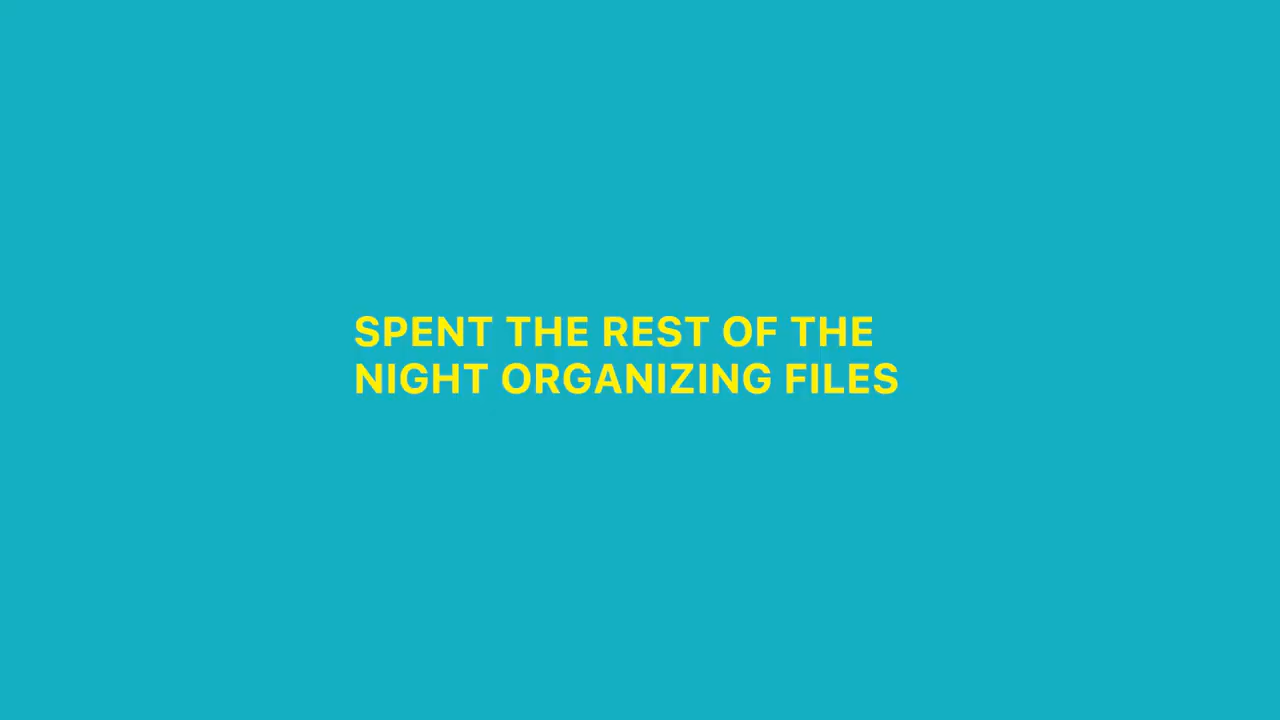 SPENT THE REST OF THE
NIGHT ORGANIZING FILES